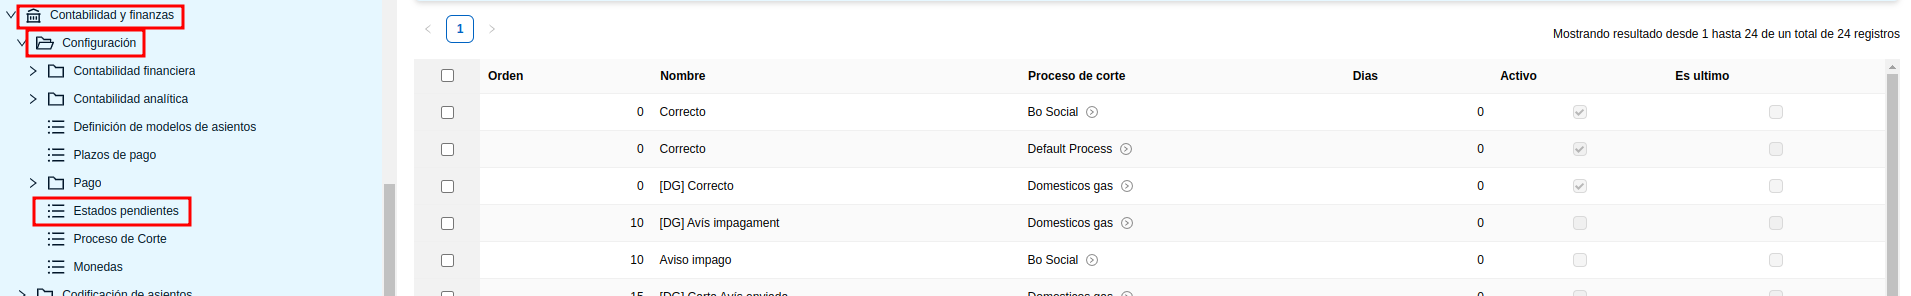 Contabilidad y finanzas
Configuración
Contabilidad financiera
Contabilidad analítica
Definición de modelos de asientos
Plazos de pago
Pago
Estados pendientes
Proceso de Corte
Monedas
Codificación de asientos
1
Mostrando resultado desde 1 hasta 24 de un total de 24 registros
Orden Nombre Proceso de corte Dias Activo Es ultimo
0 Correcto Bo Social 0
0 Correcto Default Process 0
0 [DG] Correcto Domesticos gas 0
10 [DG] Avís impagament Domesticos gas 0
10 Aviso impago Bo Social 0
15 [DG] Carta Avís enviada Domesticos gas 0